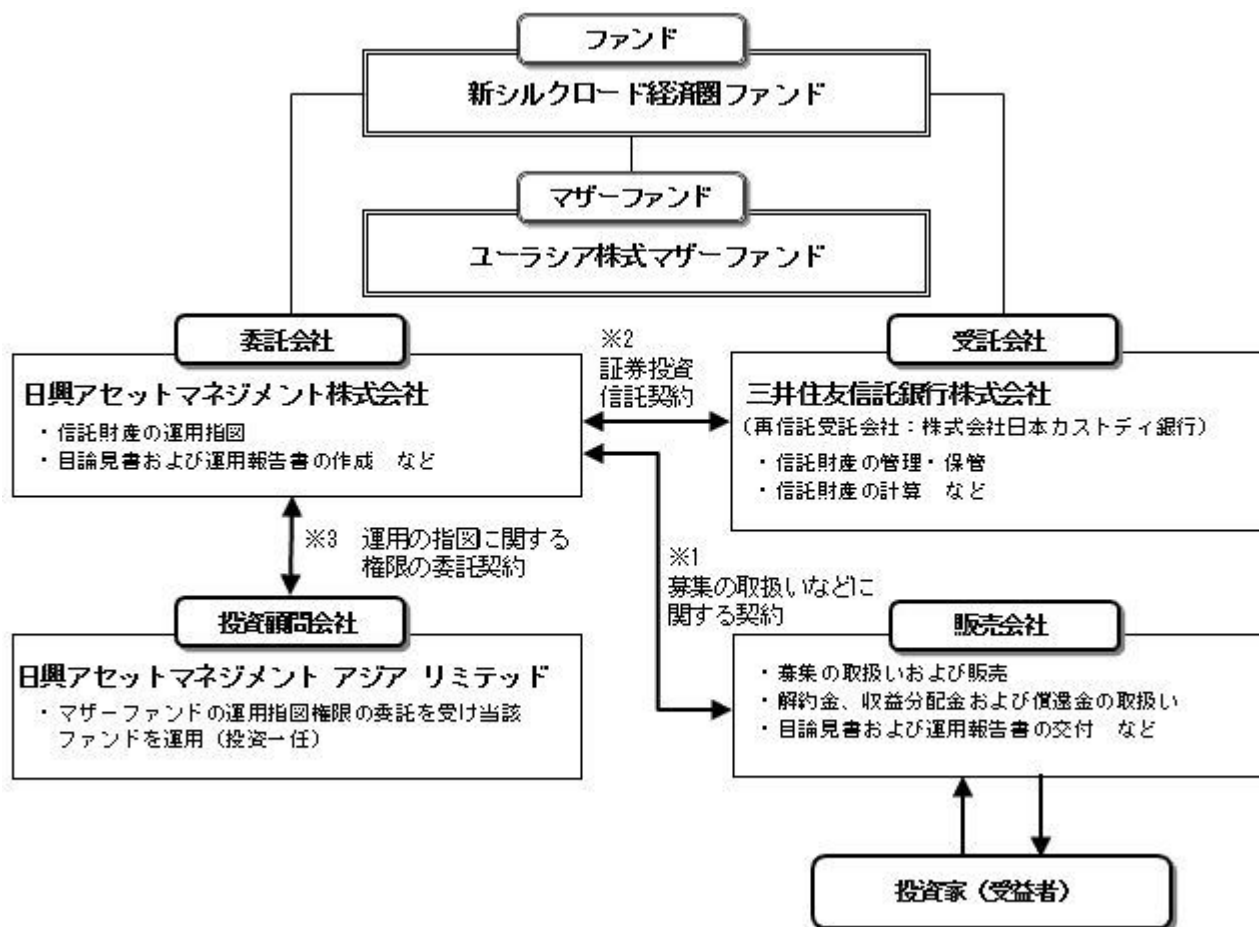 ファンド
新シルクロード経済圏ファンド
マザーファンド
ユーラシア株式マザーファンド
委託会社
日興アセットマネジメント株式会社
・信託財産の運用指図
・目論見書および運用報告書の作成　など
※2
証券投資
信託契約
受託会社
三井住友信託銀行株式会社
(再信託受託会社：株式会社日本カストディ銀行)
・信託財産の管理・保管
・信託財産の計算　など
※3　運用の指図に関する
権限の委託契約
※1
募集の取扱いなどに
関する契約
投資顧問会社
日興アセットマネジメント アジア リミテッド
・マザーファンドの運用指図権限の委託を受け当該
ファンドを運用（投資一任）
販売会社
・募集の取扱いおよび販売
・解約金、収益分配金および償還金の取扱い
・目論見書および運用報告書の交付　など
投資家（受益者）